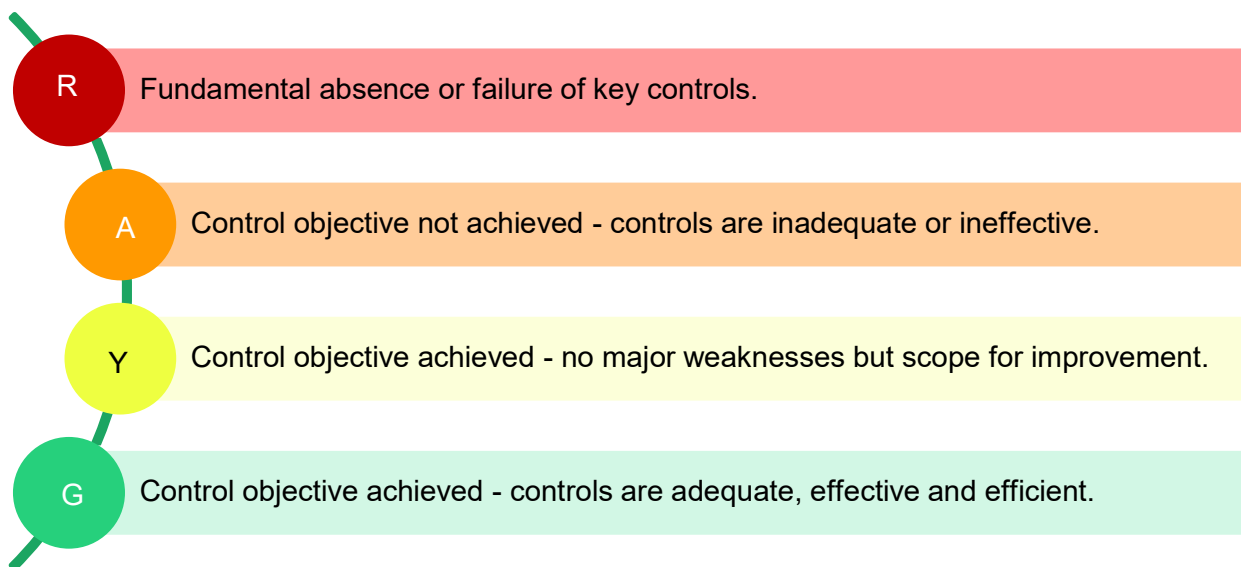 R
Fundamental absence or failure of key controls.
A
Control objective not achieved - controls are inadequate or ineffective.
Y
Control objective achieved - no major weaknesses but scope for improvement.
G
Control objective achieved - controls are adequate, effective and efficient.